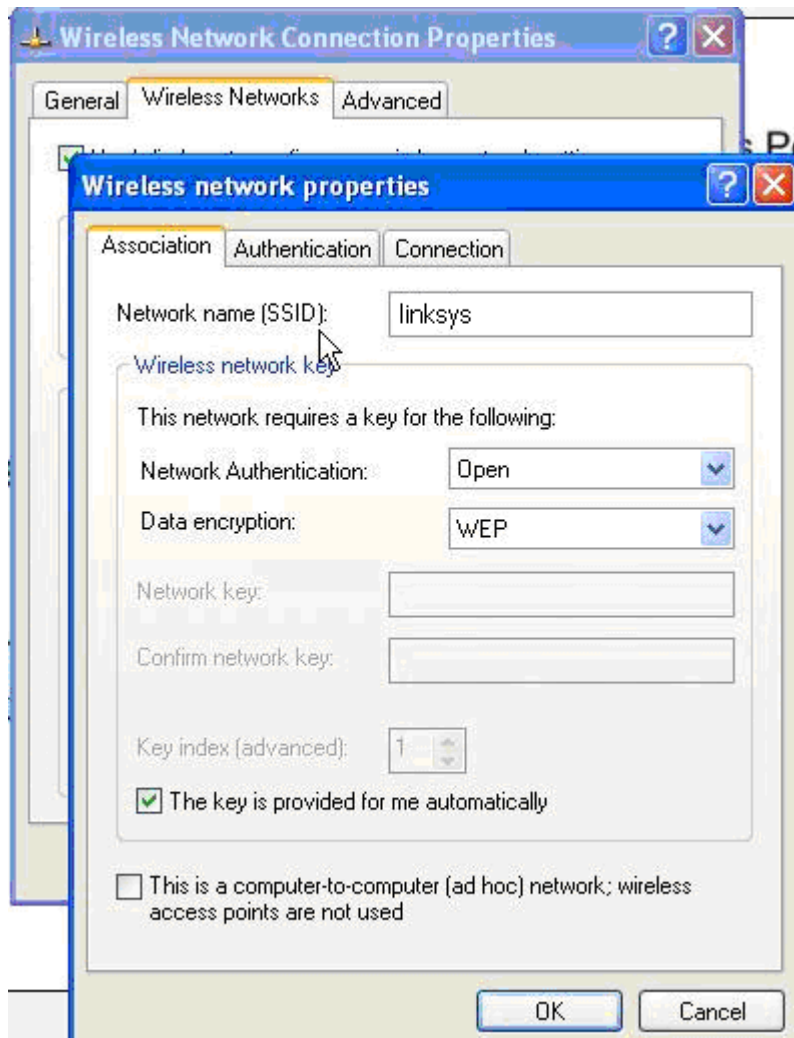 Wireless Network Connection Properties
General
Wireless Networks
Advanced
Wireless network properties
Association
Authentication
Connection
Network name (SSID):
linksys
Wireless network key
This network requires a key for the following:
Network Authentication:
Open
Data encryption:
WEP
Network key:
Confirm network key:
Key index (advanced):
1
The key is provided for me automatically
This is a computer-to-computer (ad hoc) network; wireless
access points are not used
OK
Cancel